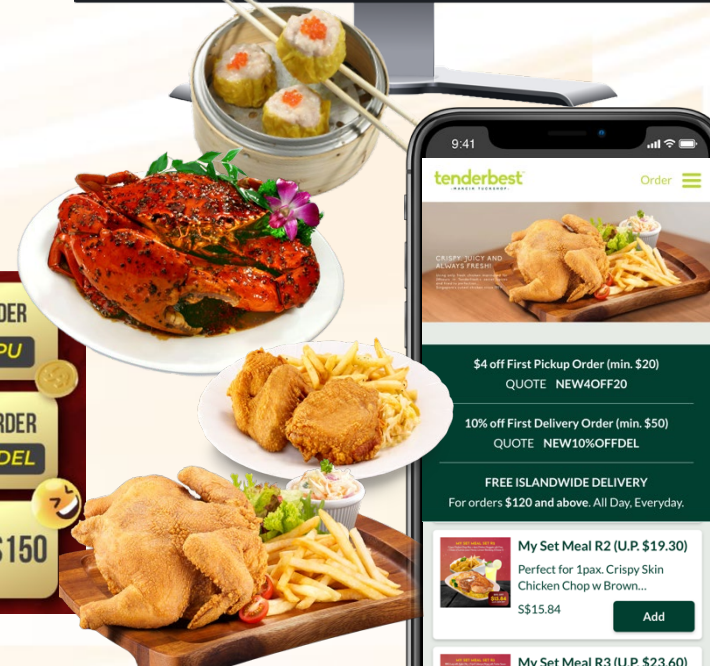 DER
PU
RDER
DEL
$150
9:41
tenderbest
Order
CRISPY, JUICY AND
ALWAYS FRESH!
$4 off First Pickup Order (min. $20)
QUOTE NEW4OFF20
10% off First Delivery Order (min. $50)
QUOTE NEW10%OFFDEL
FREE ISLANDWIDE DELIVERY
For orders $120 and above. All Day, Everyday.
My Set Meal R2 (U.P. $19.30)
Perfect for 1pax. Crispy Skin
Chicken Chop w Brown...
S$15.84
Add
My Set Meal R3 (U.P. $23.60)